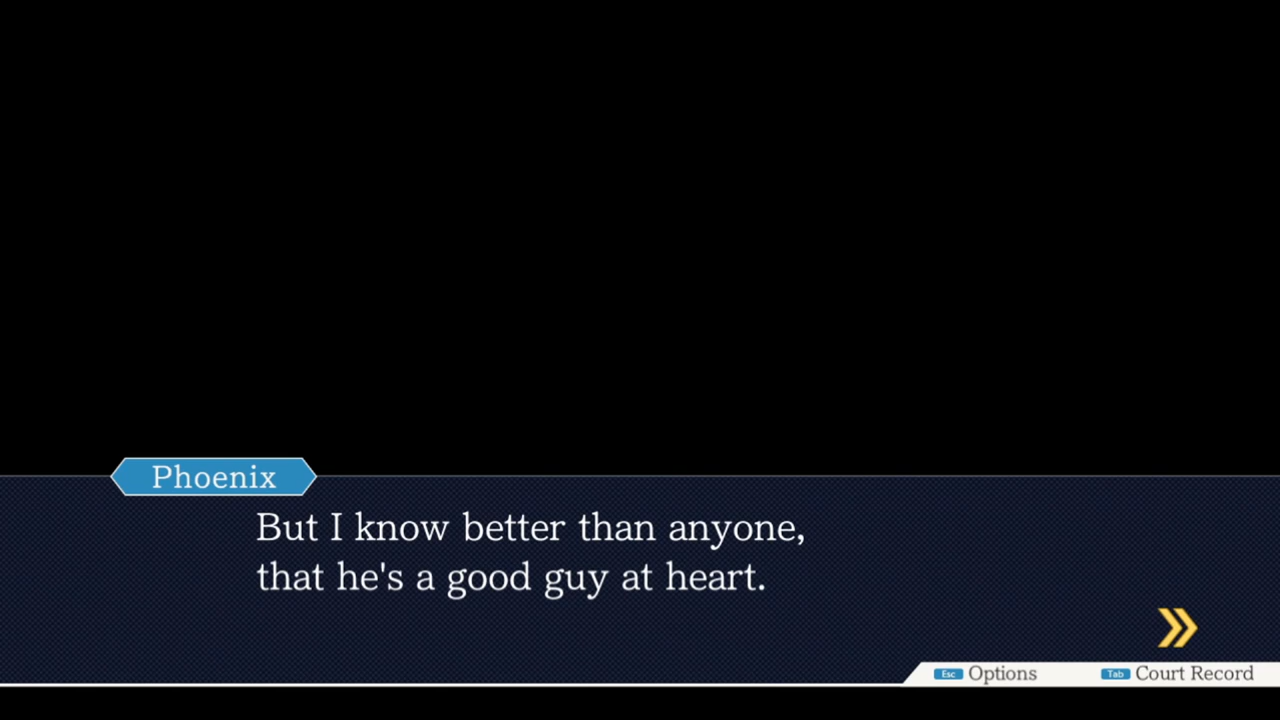 Phoenix
But I know better than anyone,
that he's a good guy at heart.
Esc Options Tab Court Record